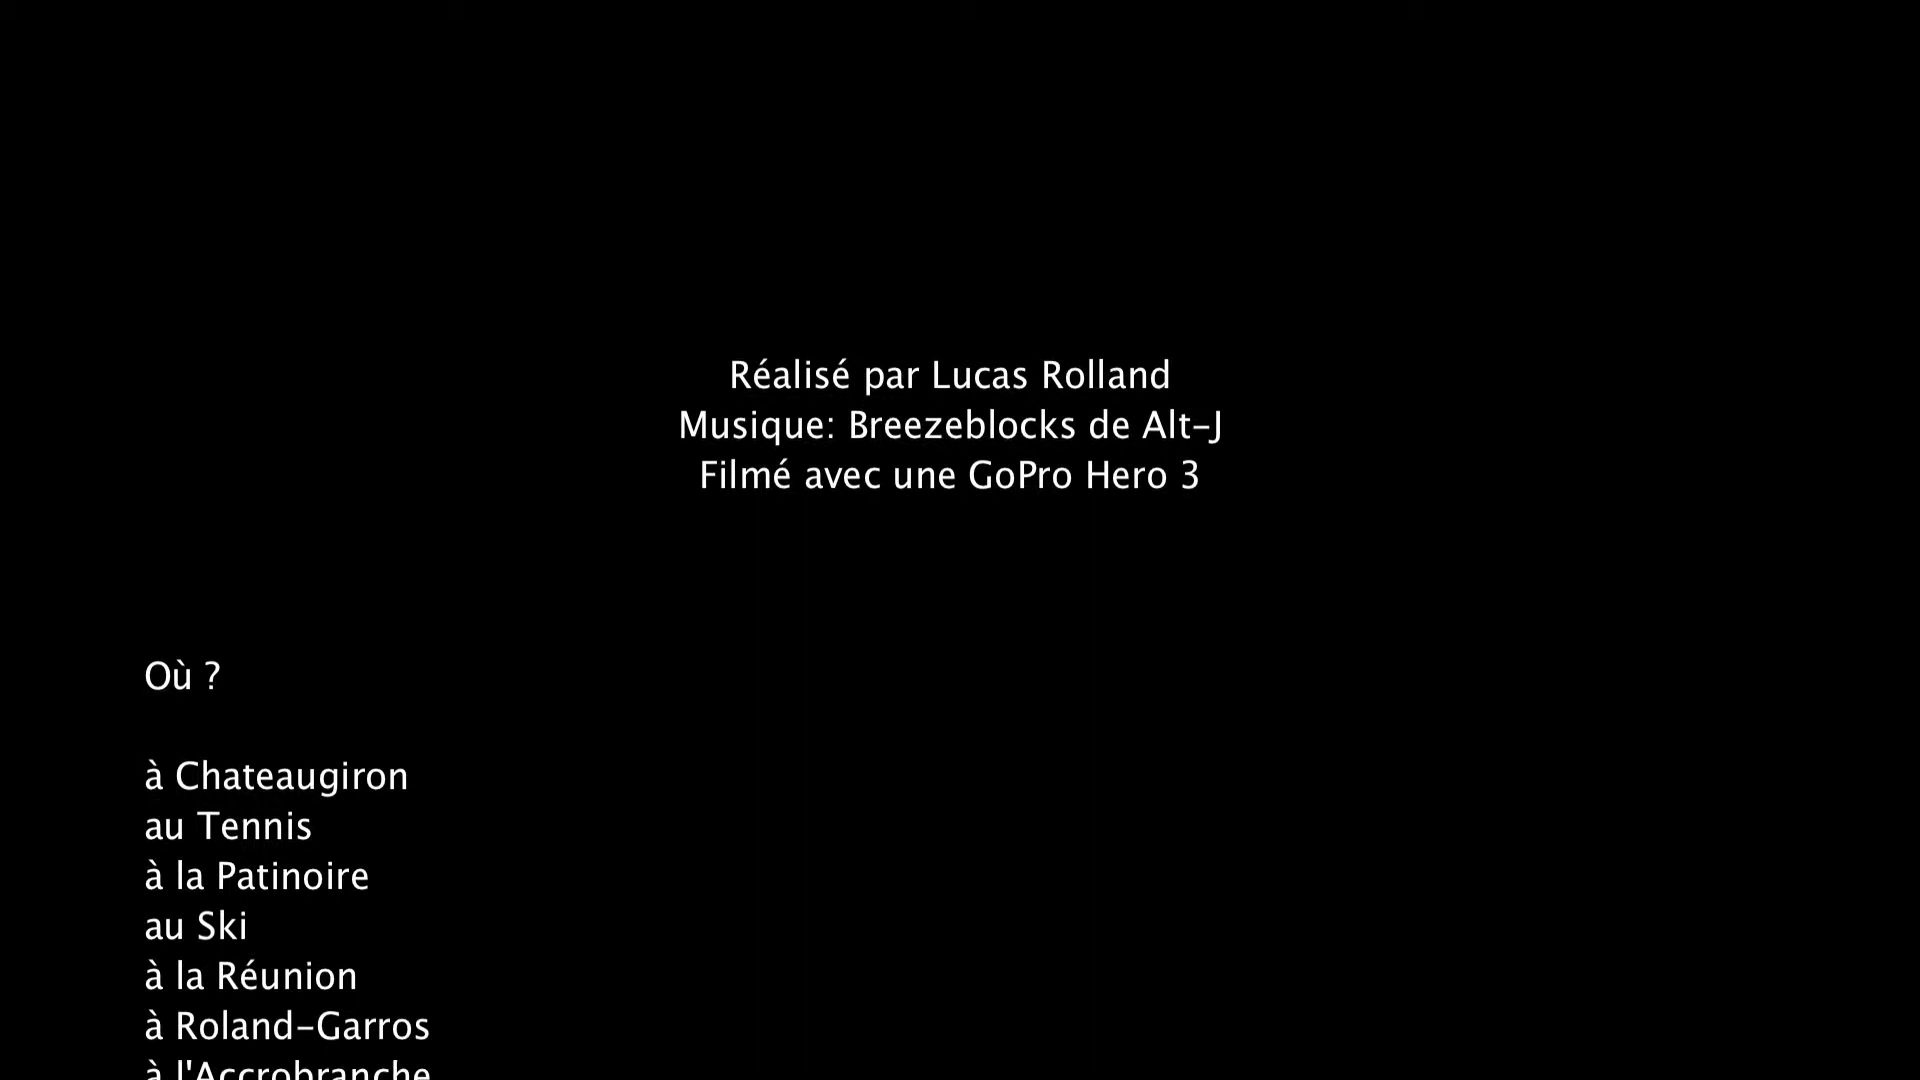 Réalisé par Lucas Rolland
Musique: Breezeblocks de Alt-J
Filmé avec une GoPro Hero 3
Où ?
à Chateaugiron
au Tennis
à la Patinoire
au Ski
à la Réunion
à Roland-Garros
à l'Accrobranche